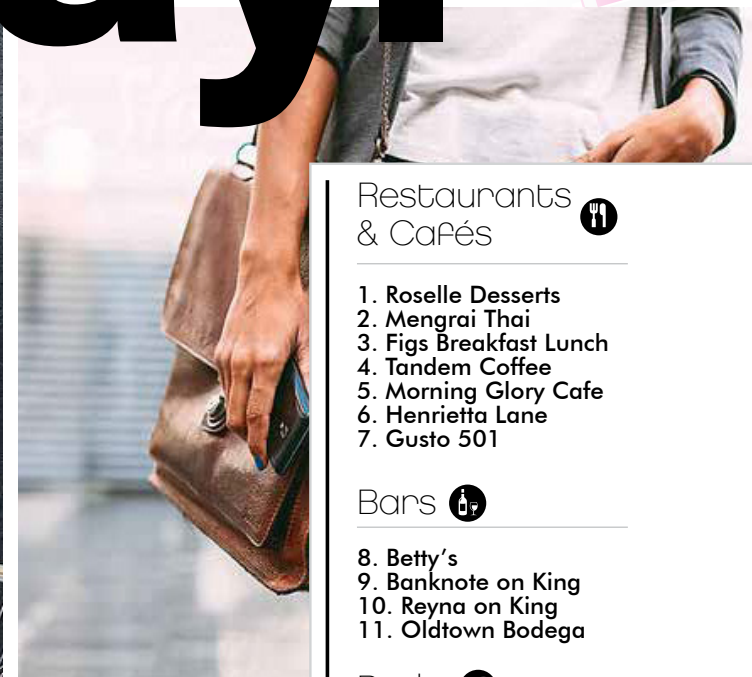 Restaurants
& Cafés
1. Roselle Desserts
2. Mengrai Thai
3. Figs Breakfast Lunch
4. Tandem Coffee
5. Morning Glory Cafe
6. Henrietta Lane
7. Gusto 501
Bars
8. Betty's
9. Banknote on King
10. Reyna on King
11. Oldtown Bodega